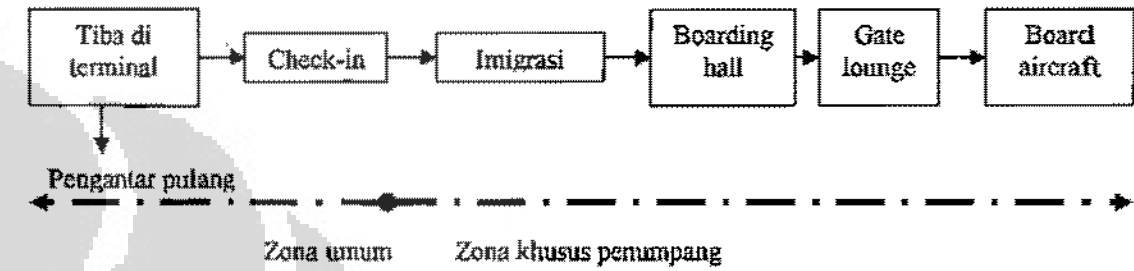 Tiba di
terminal
Check-in
Imigrasi
Boarding
hall
Gate
lounge
Board
aircraft
Pengantar pulang
Zona umum
Zona khusus penumpang